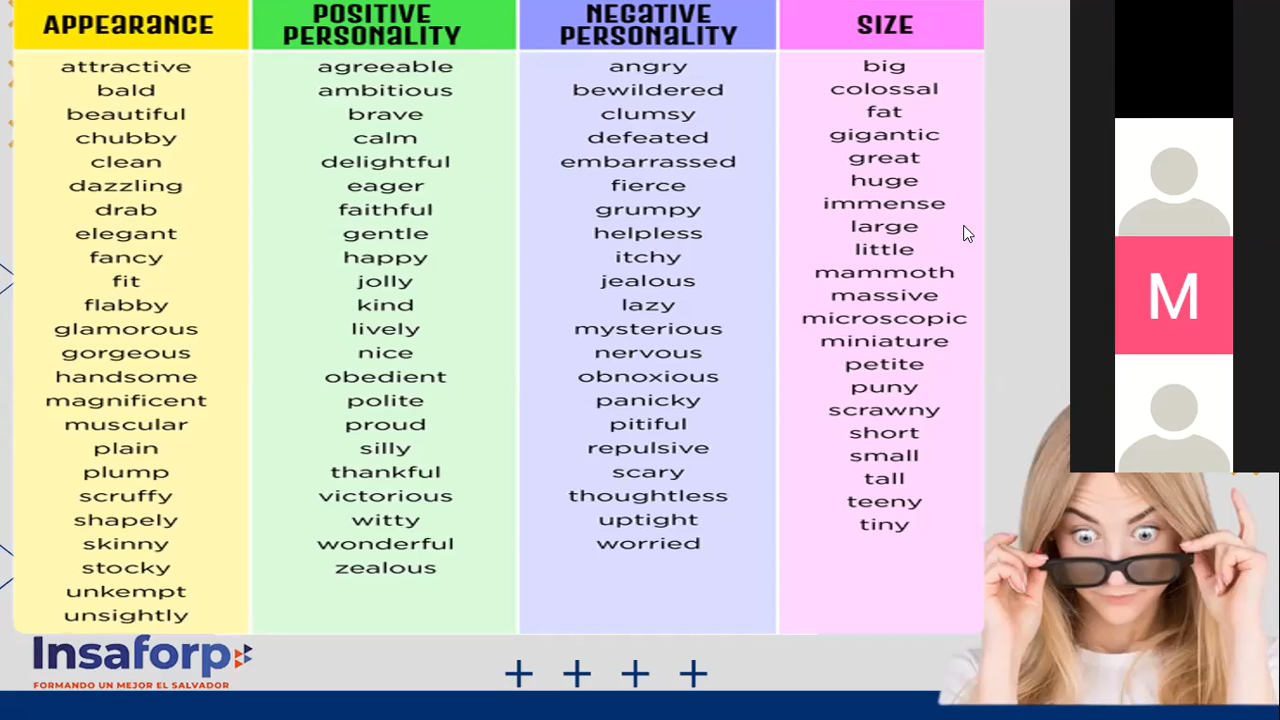 APPEARANCE
attractive
bald
beautiful
chubby
clean
dazzling
drab
elegant
fancy
fit
flabby
glamorous
gorgeous
handsome
magnificent
muscular
plain
plump
scruffy
shapely
skinny
stocky
unkempt
unsightly
POSITIVE
PERSONALITY
agreeable
ambitious
brave
calm
delightful
eager
faithful
gentle
happy
jolly
kind
lively
nice
obedient
polite
proud
silly
thankful
victorious
witty
wonderful
zealous
NEGATIVE
PERSONALITY
angry
bewildered
clumsy
defeated
embarrassed
fierce
grumpy
helpless
itchy
jealous
lazy
mysterious
nervous
obnoxious
panicky
pitiful
repulsive
scary
thoughtless
uptight
worried
SIZE
big
colossal
fat
gigantic
great
huge
immense
large
little
mammoth
massive
microscopic
miniature
petite
puny
scrawny
short
small
tall
teeny
tiny
M
Insaforp
FORMANDO UN MEJOR EL SALVADOR